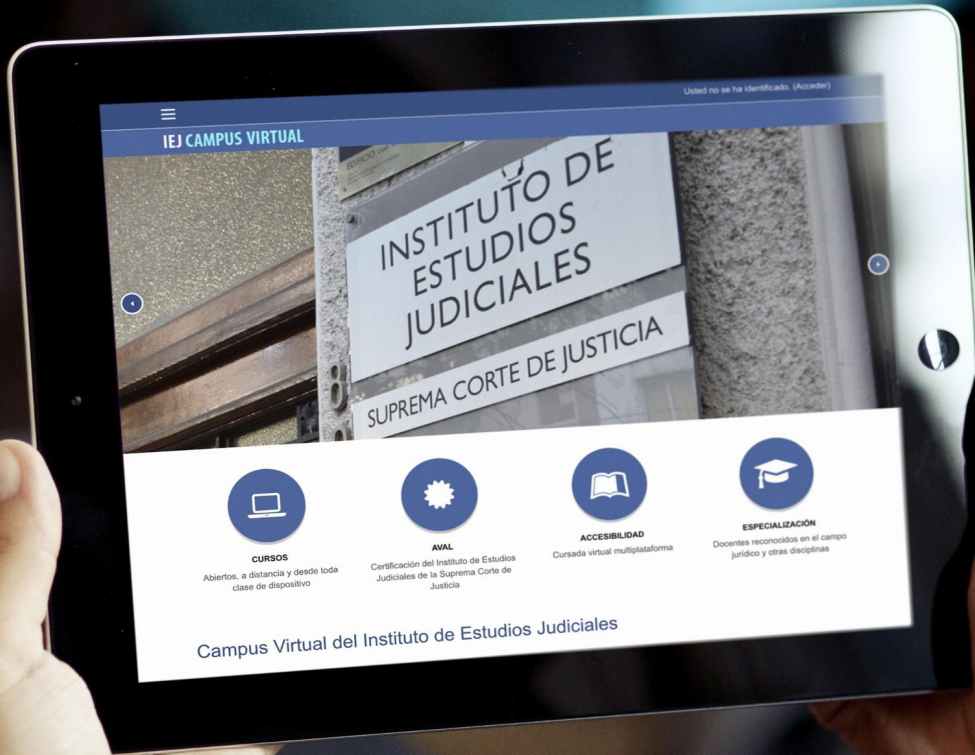 Usted no se ha identificado. (Acceder)
IEJ CAMPUS VIRTUAL
EDIFICIO
INSTITUTO DE
ESTUDIOS
JUDICIALES
SUPREMA CORTE DE JUSTICIA
CURSOS
Abiertos, a distancia y desde toda
clase de dispositivo
AVAL
Certificación del Instituto de Estudios
Judiciales de la Suprema Corte de
Justicia
ACCESIBILIDAD
Cursada virtual multiplataforma
ESPECIALIZACIÓN
Docentes reconocidos en el campo
jurídico y otras disciplinas
Campus Virtual del Instituto de Estudios Judiciales